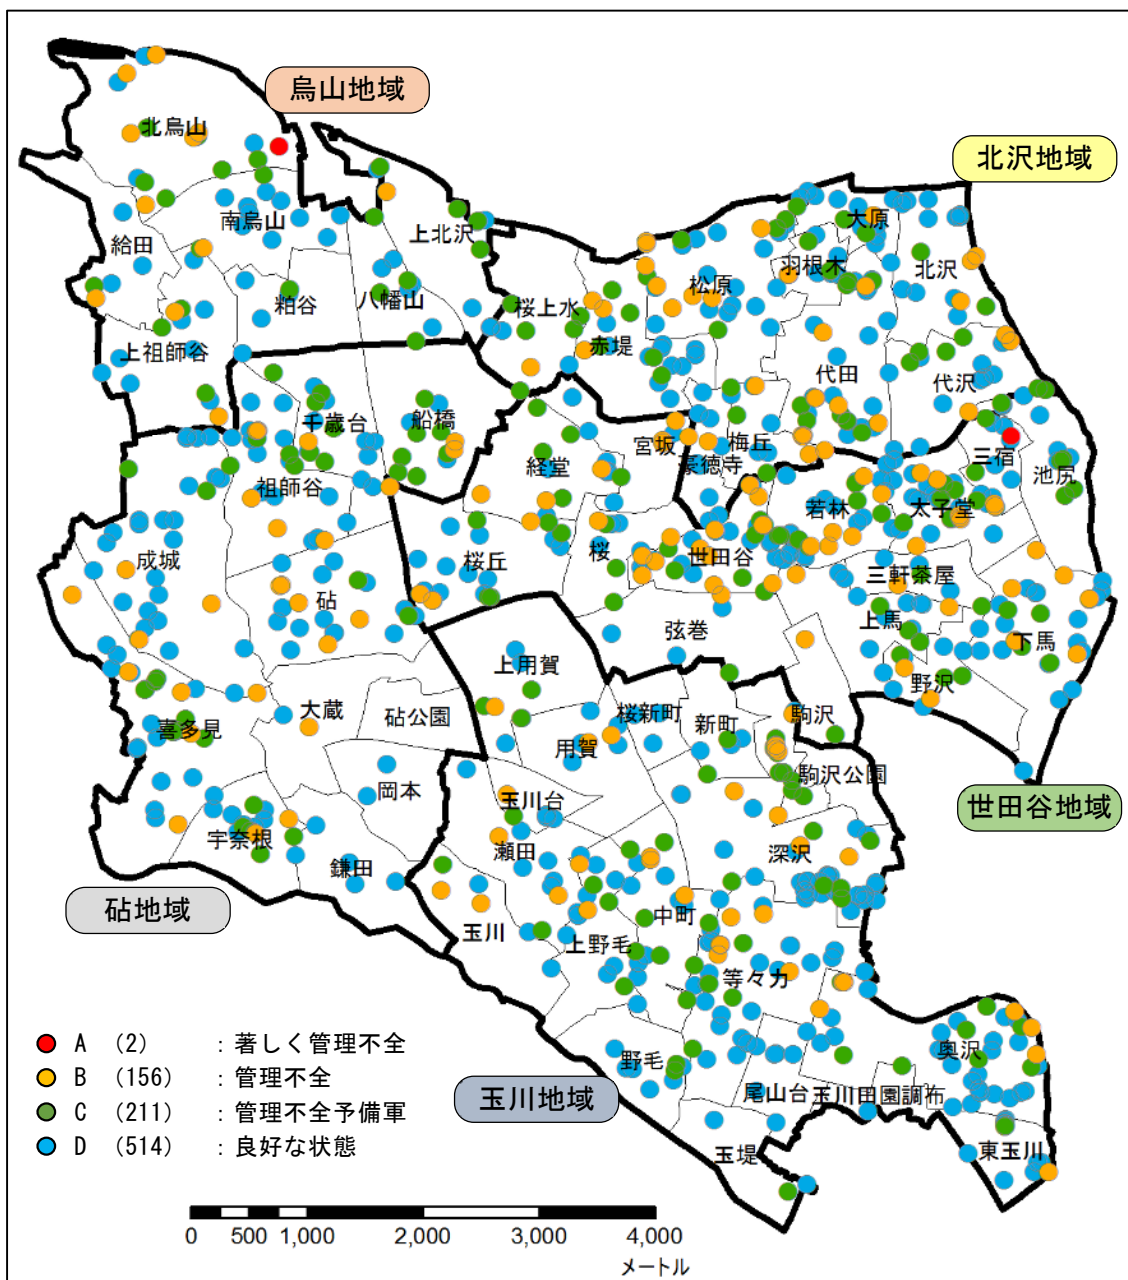 烏山地域
北沢地域
北烏山
南烏山
上北沢
給田
粕谷
八幡山
上祖師谷
大原
羽根木
北沢
松原
桜上水
赤堤
代田
代沢
千歳台
船橋
宮坂
梅丘
豪徳寺
経堂
三宿
池尻
祖師谷
若林
太子堂
成城
桜丘
桜
世田谷
三軒茶屋
砧
上馬
下馬
弦巻
上用賀
野沢
大蔵
砧公園
桜新町
新町
駒沢
喜多見
用賀
駒沢公園
岡本
玉川台
世田谷地域
宇奈根
瀬田
深沢
鎌田
砧地域
中町
玉川
上野毛
等々力
A （2） ：著しく管理不全
B （156） ：管理不全
C （211） ：管理不全予備軍
D （514） ：良好な状態
野毛
奥沢
玉川地域
尾山台
玉川田園調布
玉堤
東玉川
0 500 1,000 2,000 3,000 4,000
メートル